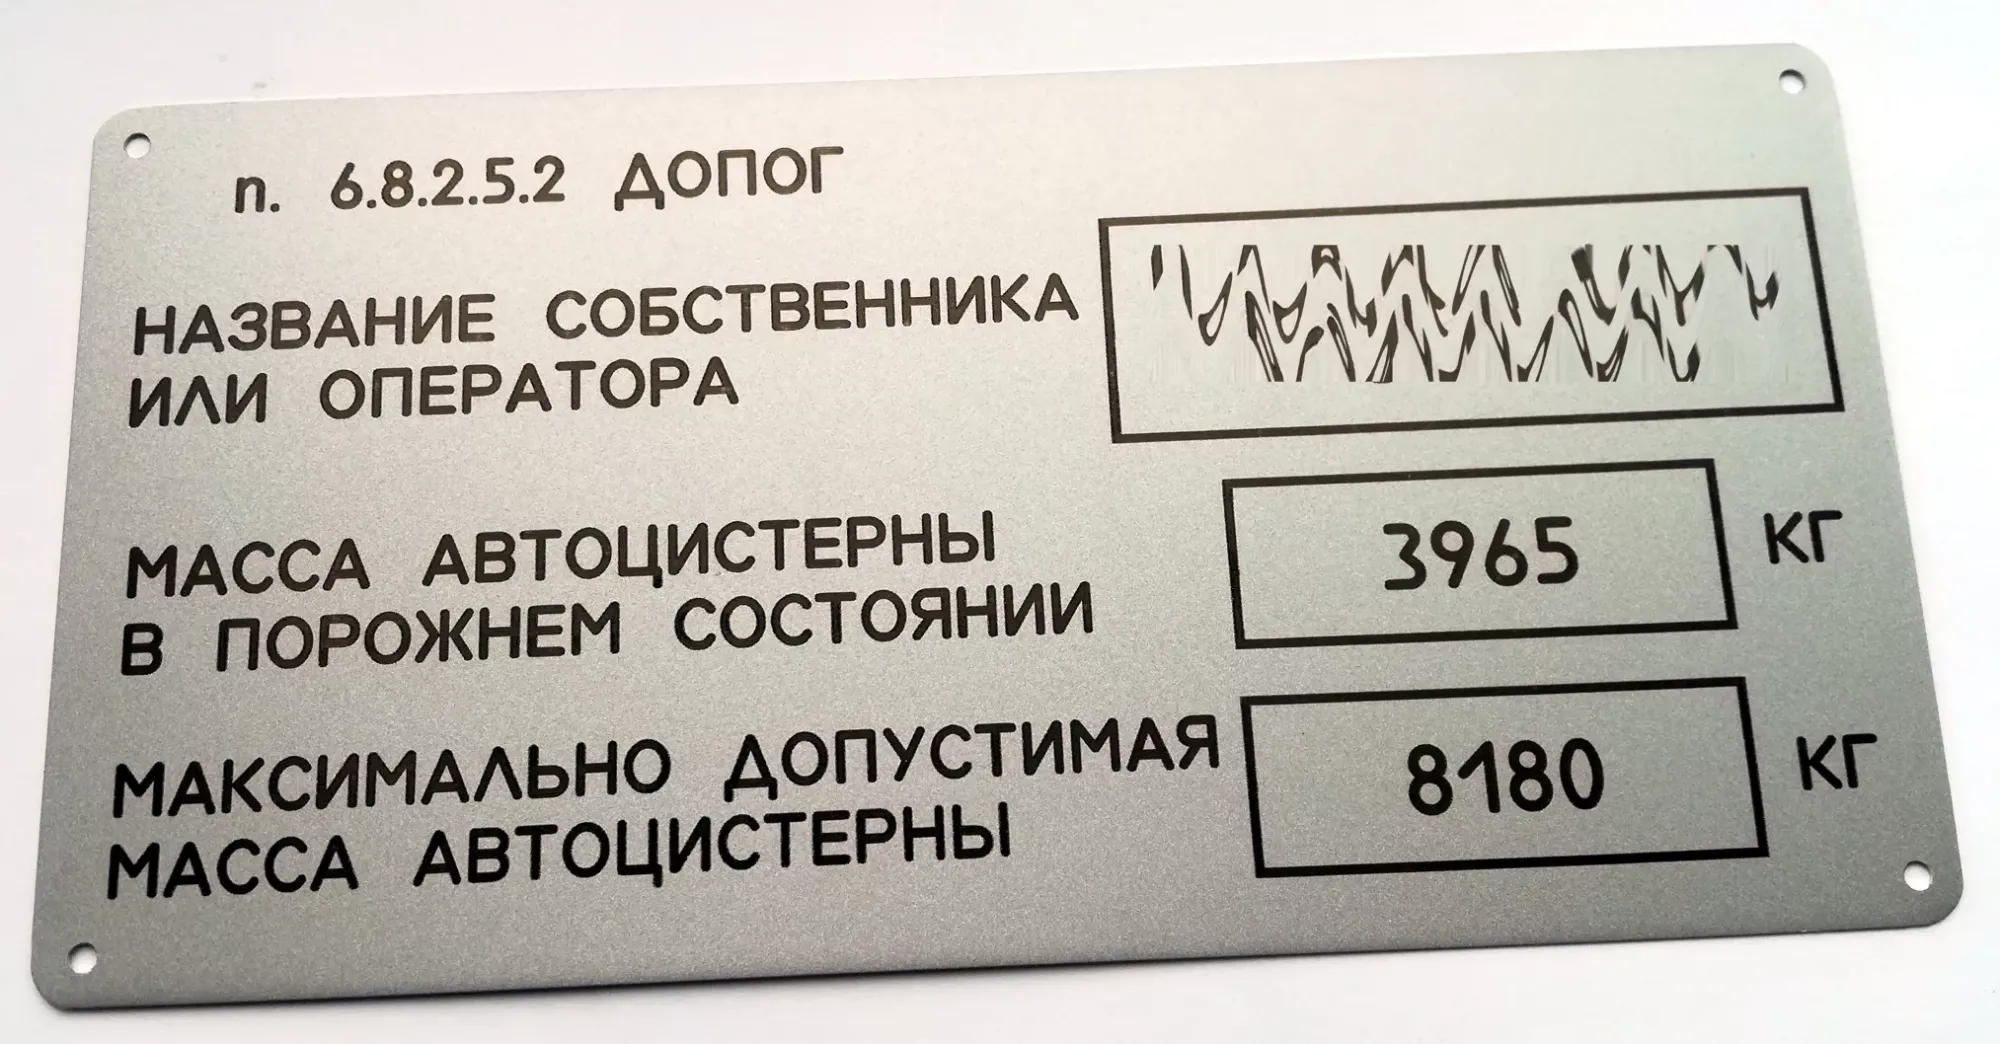 п. 6.8.2.5.2 ДОПОГ
НАЗВАНИЕ СОБСТВЕННИКА
ИЛИ ОПЕРАТОРА
МАССА АВТОЦИСТЕРНЫ
В ПОРОЖНЕМ СОСТОЯНИИ
3965 КГ
МАКСИМАЛЬНО ДОПУСТИМАЯ
МАССА АВТОЦИСТЕРНЫ
8180 КГ